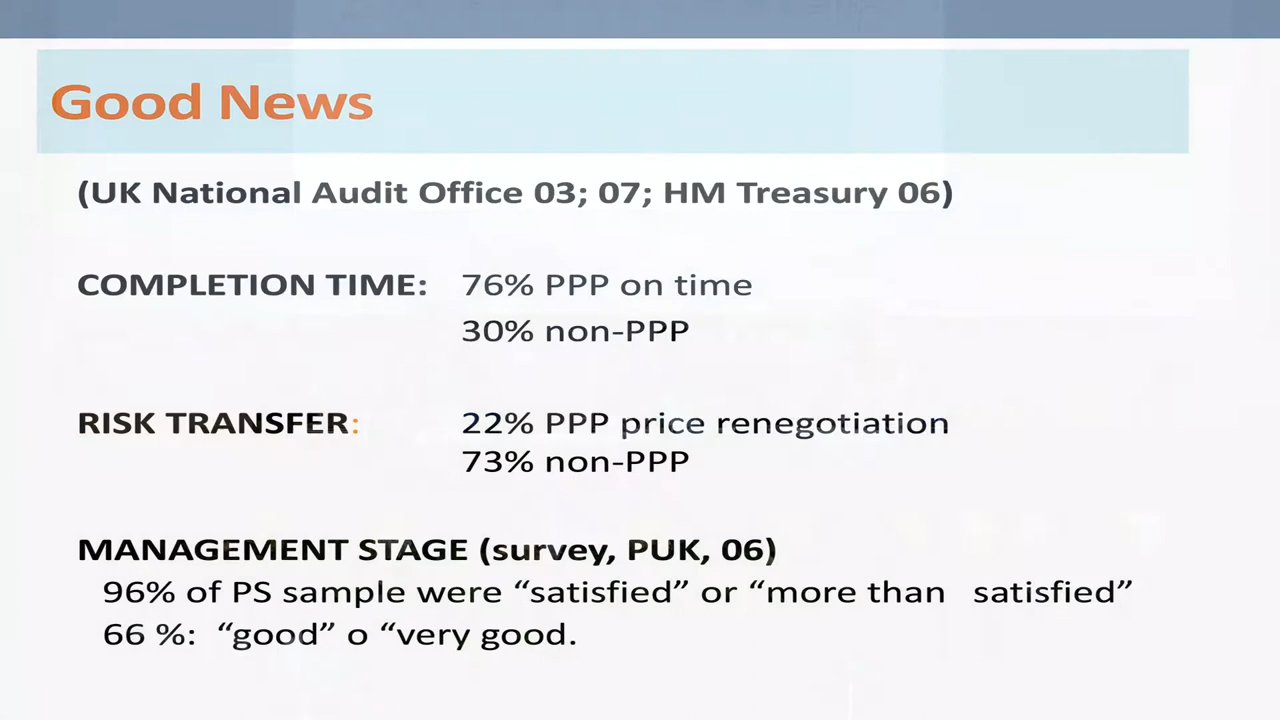 Good News
(UK National Audit Office 03; 07; HM Treasury 06)
COMPLETION TIME: 76% PPP on time
30% non-PPP
RISK TRANSFER: 22% PPP price renegotiation
73% non-PPP
MANAGEMENT STAGE (survey, PUK, 06)
96% of PS sample were “satisfied” or “more than satisfied”
66 %: “good” o “very good.